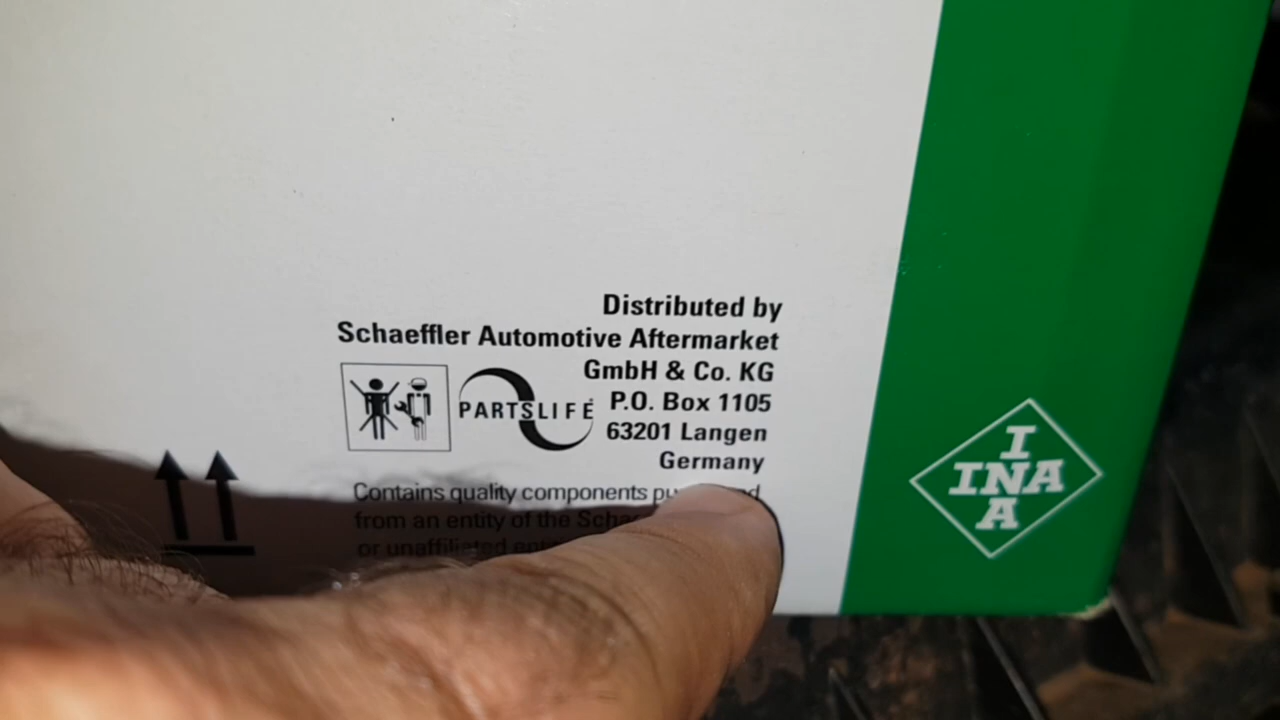 Distributed by
Schaeffler Automotive Aftermarket
GmbH & Co. KG
PARTSLIFE
P.O. Box 1105
63201 Langen
Germany
Contains quality components
from an entity of the
or unaffiliated
I
INA
A